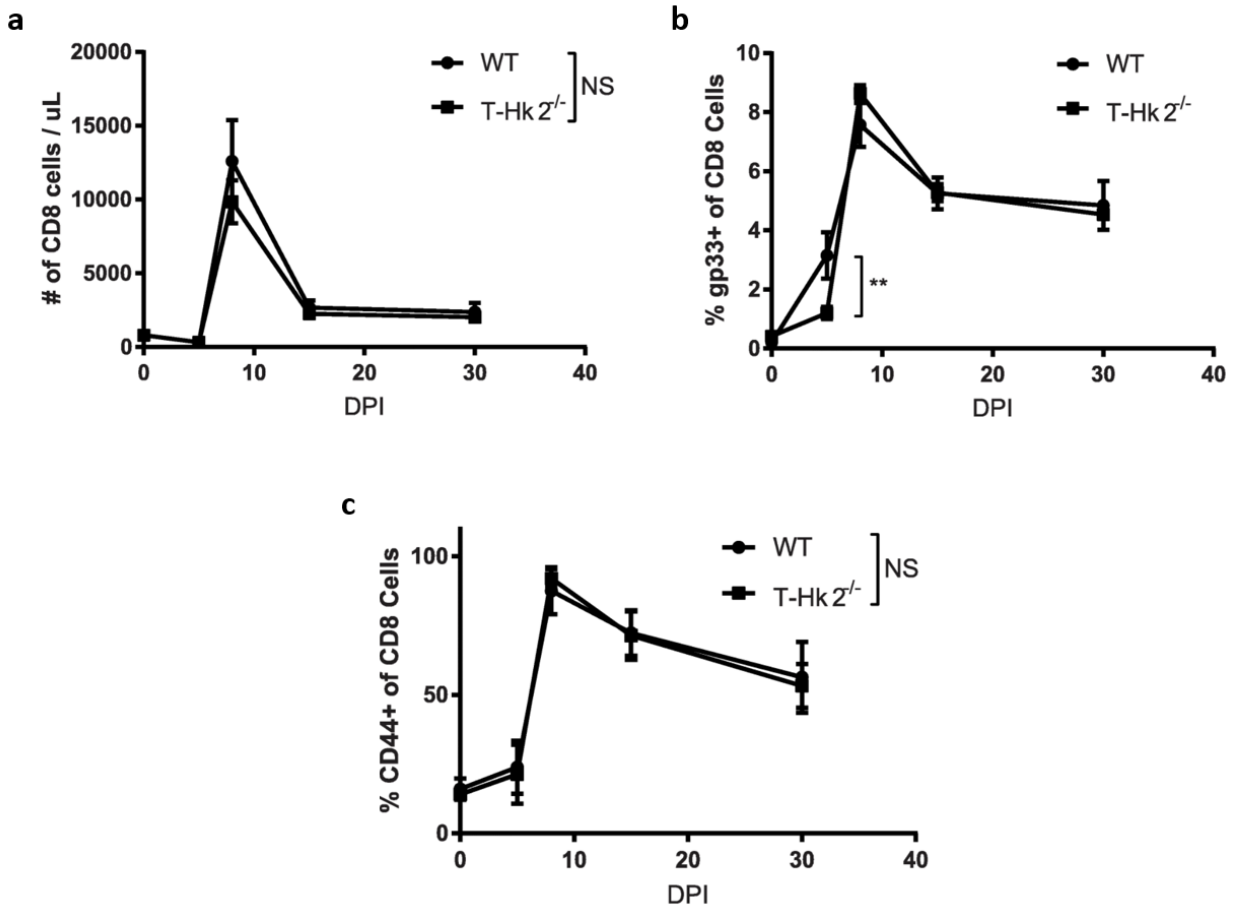 a
# of CD8 cells / uL
20000
15000
10000
5000
0
0 10 20 30 40
DPI
WT
T-Hk 2-/-
NS
b
% gp33+ of CD8 Cells
10
8
6
4
2
0
0 10 20 30 40
DPI
WT
T-Hk 2-/-
**
c
% CD44+ of CD8 Cells
100
50
0
0 10 20 30 40
DPI
WT
T-Hk 2-/-
NS